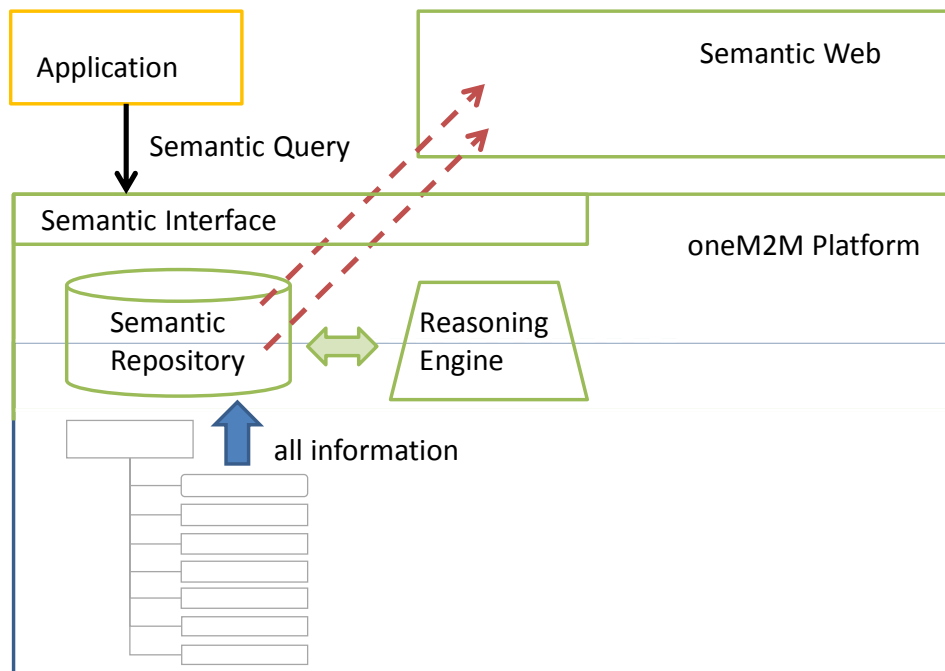 Application
Semantic Web
Semantic Query
Semantic Interface
oneM2M Platform
Semantic
Repository
Reasoning
Engine
all information